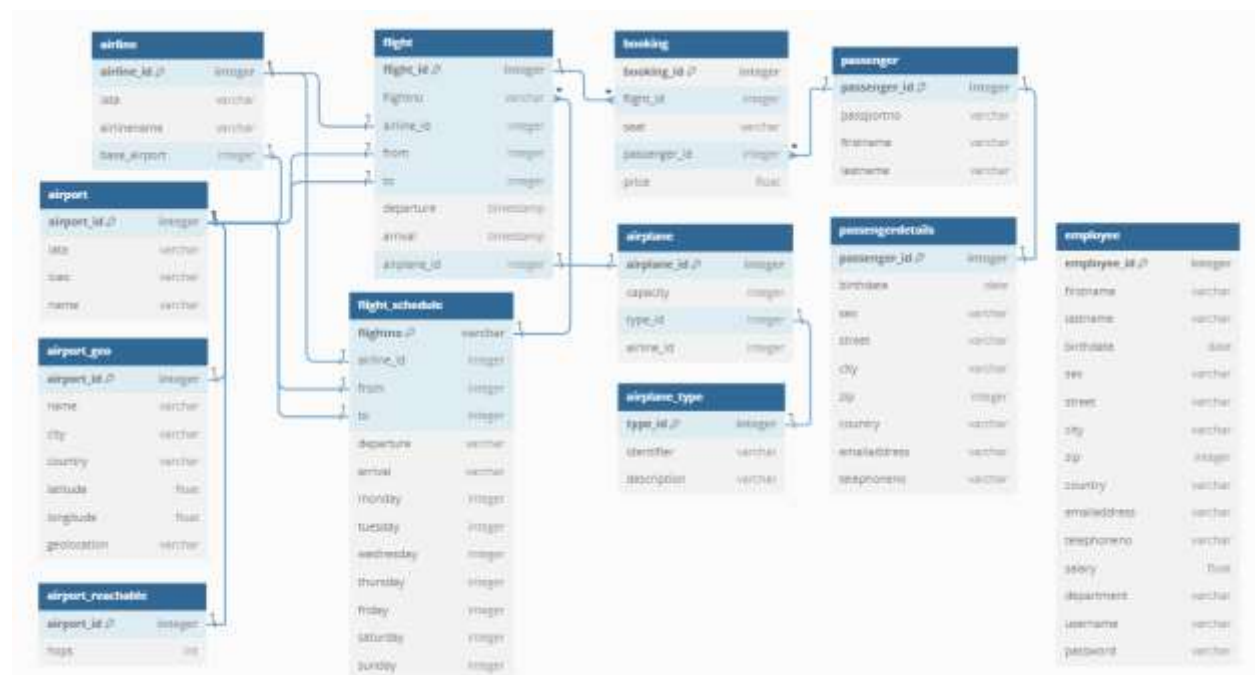 airline
airline_id integer
iata varchar
airlinename varchar
base_airport integer
airport
airport_id integer
iata varchar
icao varchar
name varchar
airport_geo
airport_id integer
name varchar
city varchar
country varchar
latitude float
longitude float
geolocation varchar
airport_reachable
airport_id integer
hops int
flight
flight_id integer
flightno varchar
airline_id integer
from integer
to integer
departure timestamp
arrival timestamp
airplane_id integer
flight_schedule
flightno varchar
airline_id integer
from integer
to integer
departure varchar
arrival varchar
monday integer
tuesday integer
wednesday integer
thursday integer
friday integer
saturday integer
sunday integer
booking
booking_id integer
flight_id integer
seat varchar
passenger_id integer
price float
airplane
airplane_id integer
capacity integer
type_id integer
airline_id integer
airplane_type
type_id integer
identifier varchar
description varchar
passenger
passenger_id integer
passportno varchar
firstname varchar
lastname varchar
passengerdetails
passenger_id integer
birthdate date
sex varchar
street varchar
city varchar
zip integer
country varchar
emailaddress varchar
telephoneno varchar
employee
employee_id integer
firstname varchar
lastname varchar
birthdate date
sex varchar
street varchar
city varchar
zip integer
country varchar
emailaddress varchar
telephoneno varchar
salary float
department varchar
username varchar
password varchar